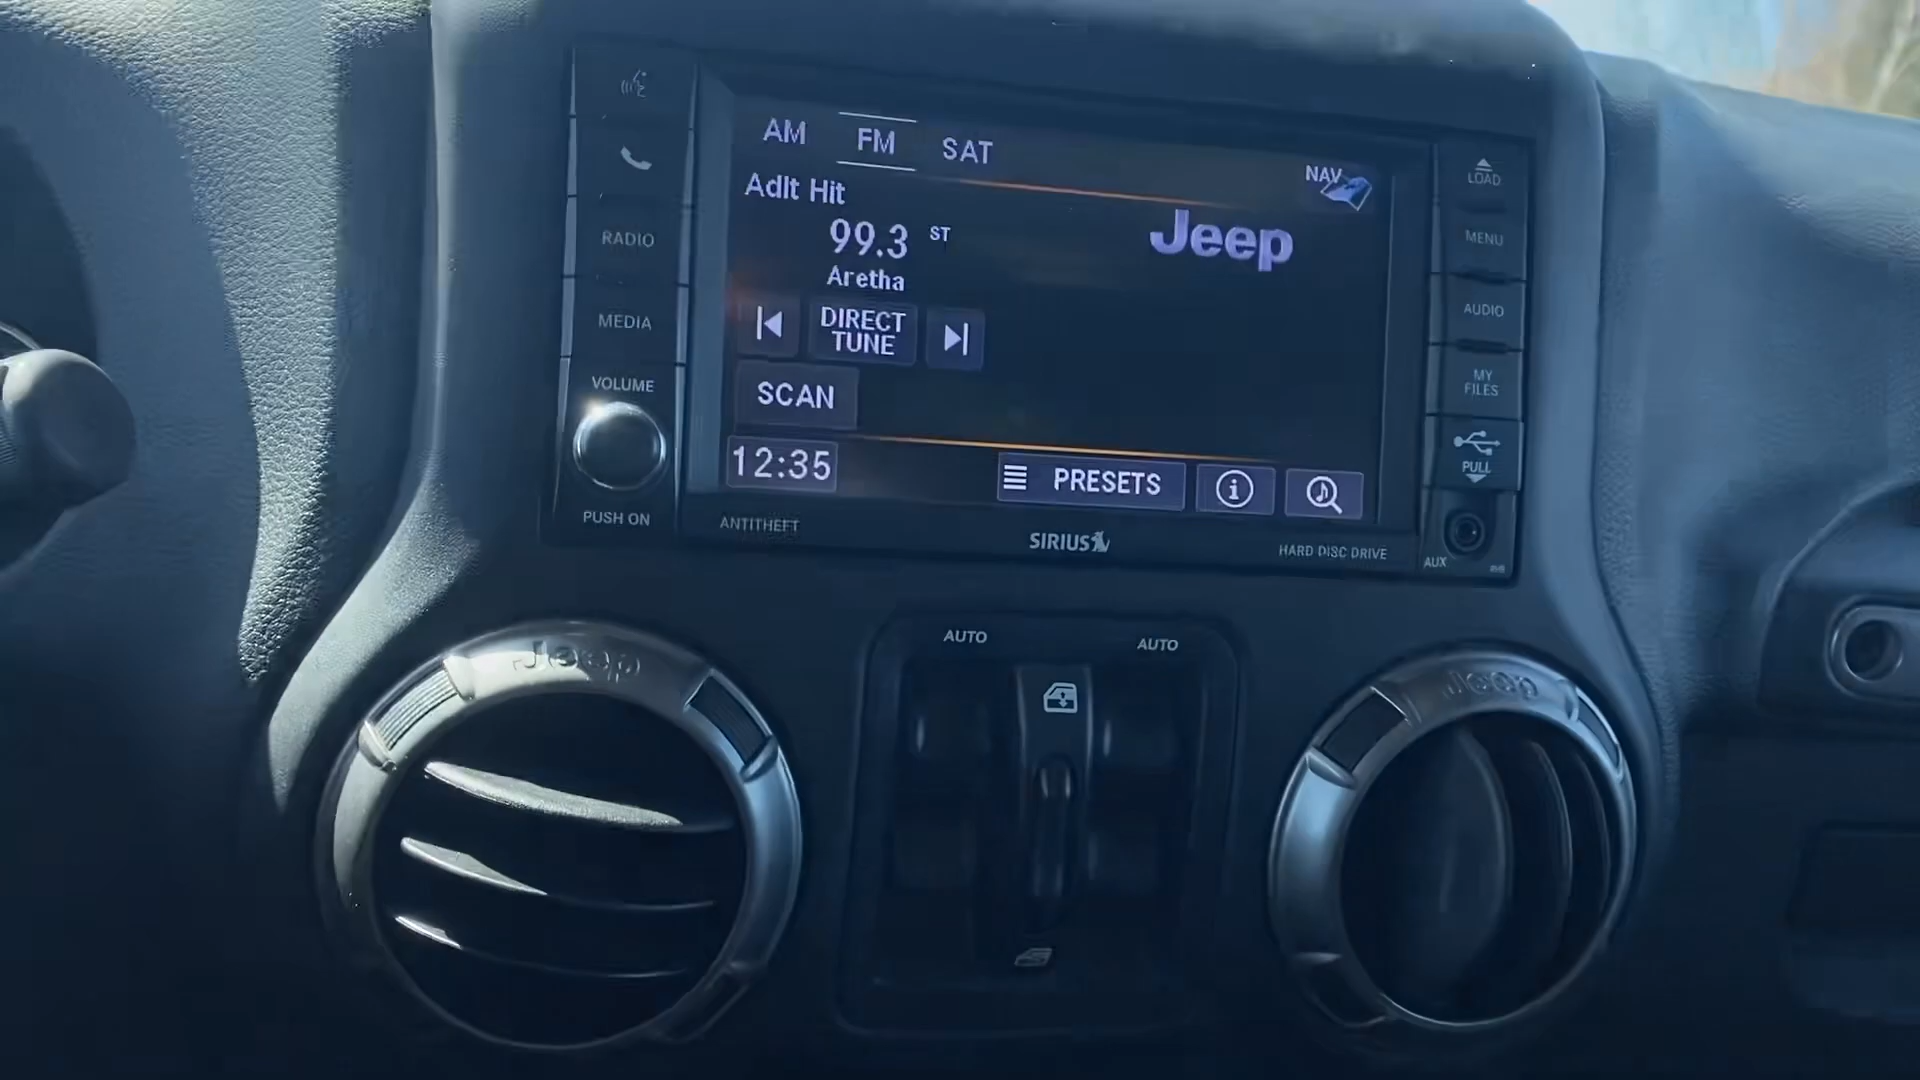 AM FM SAT
NAV
Adlt Hit
99.3 ST
Jeep
Aretha
DIRECT
TUNE
SCAN
12:35
PRESETS
RADIO
MEDIA
VOLUME
PUSH ON
ANTITHEFT
SIRIUS
HARD DISC DRIVE
LOAD
MENU
AUDIO
MY
FILES
PULL
AUX
AUTO
AUTO
Jeep
Jeep